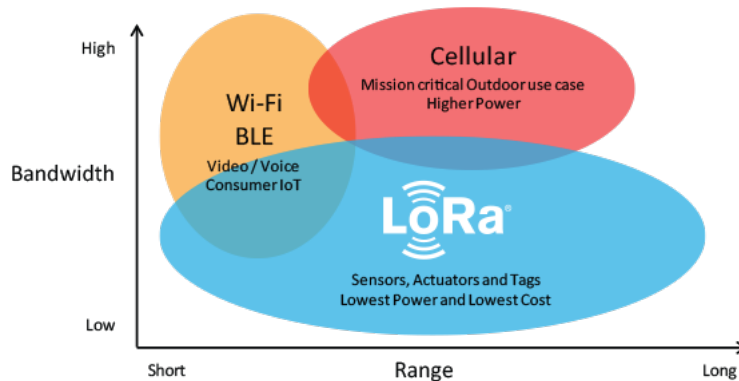 High
Cellular
Mission critical Outdoor use case
Higher Power
Wi-Fi
BLE
Video / Voice
Consumer IoT
Bandwidth
LoRa®
Sensors, Actuators and Tags
Lowest Power and Lowest Cost
Low
Short
Range
Long